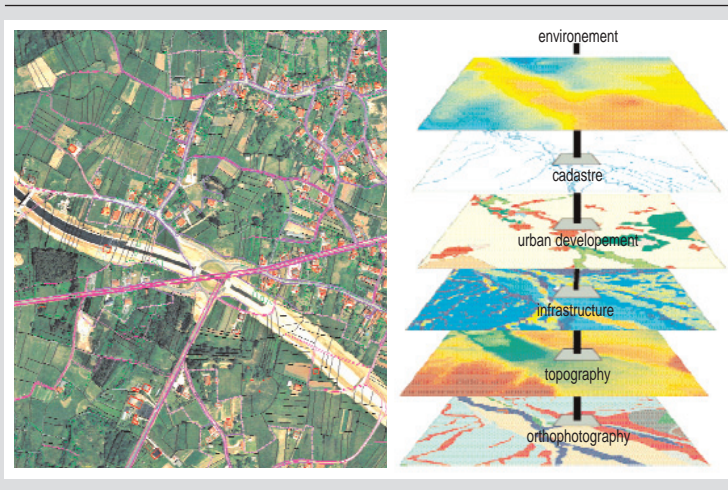 environement
cadastre
urban developement
infrastructure
topography
orthophotography